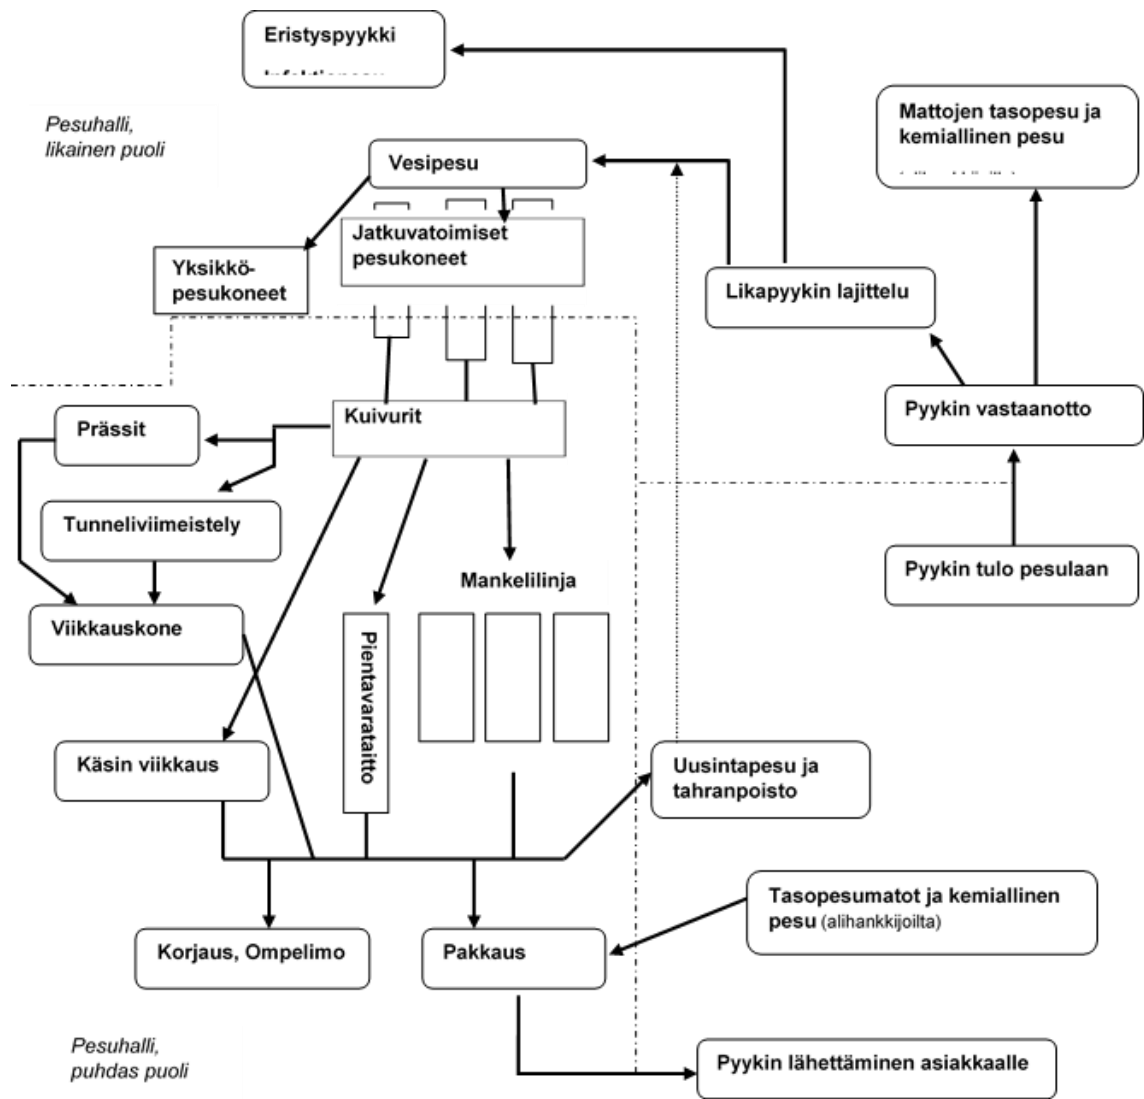 Eristyspyykki
Pesuhalli,
likainen puoli
Mattojen tasopesu ja
kemiallinen pesu
Vesipesu
Jatkuvatoimiset
pesukoneet
Yksikkö-
pesukoneet
Likapyykin lajittelu
Pyykin vastaanotto
Kuivurit
Prässit
Tunneliviimeistely
Pyykin tulo pesulaan
Mankelilinja
Viikkauskone
Pientavarataitto
Käsin viikkaus
Uusintapesu ja
tahranpoisto
Tasopesumatot ja kemiallinen
pesu (alihankkijoilta)
Korjaus, Ompelimo
Pakkaus
Pesuhalli,
puhdas puoli
Pyykin lähettäminen asiakkaalle